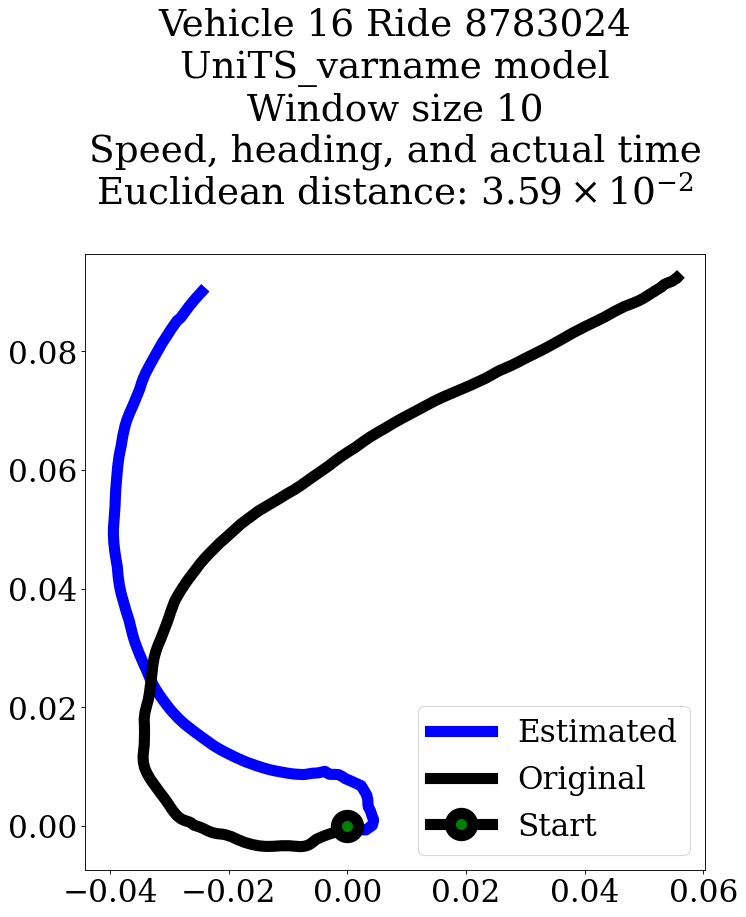 Vehicle 16 Ride 8783024
UniTS_varname model
Window size 10
Speed, heading, and actual time
Euclidean distance: 3.59 × 10⁻²
0.08
0.06
0.04
0.02
0.00
Estimated
Original
Start
−0.04 −0.02 0.00 0.02 0.04 0.06